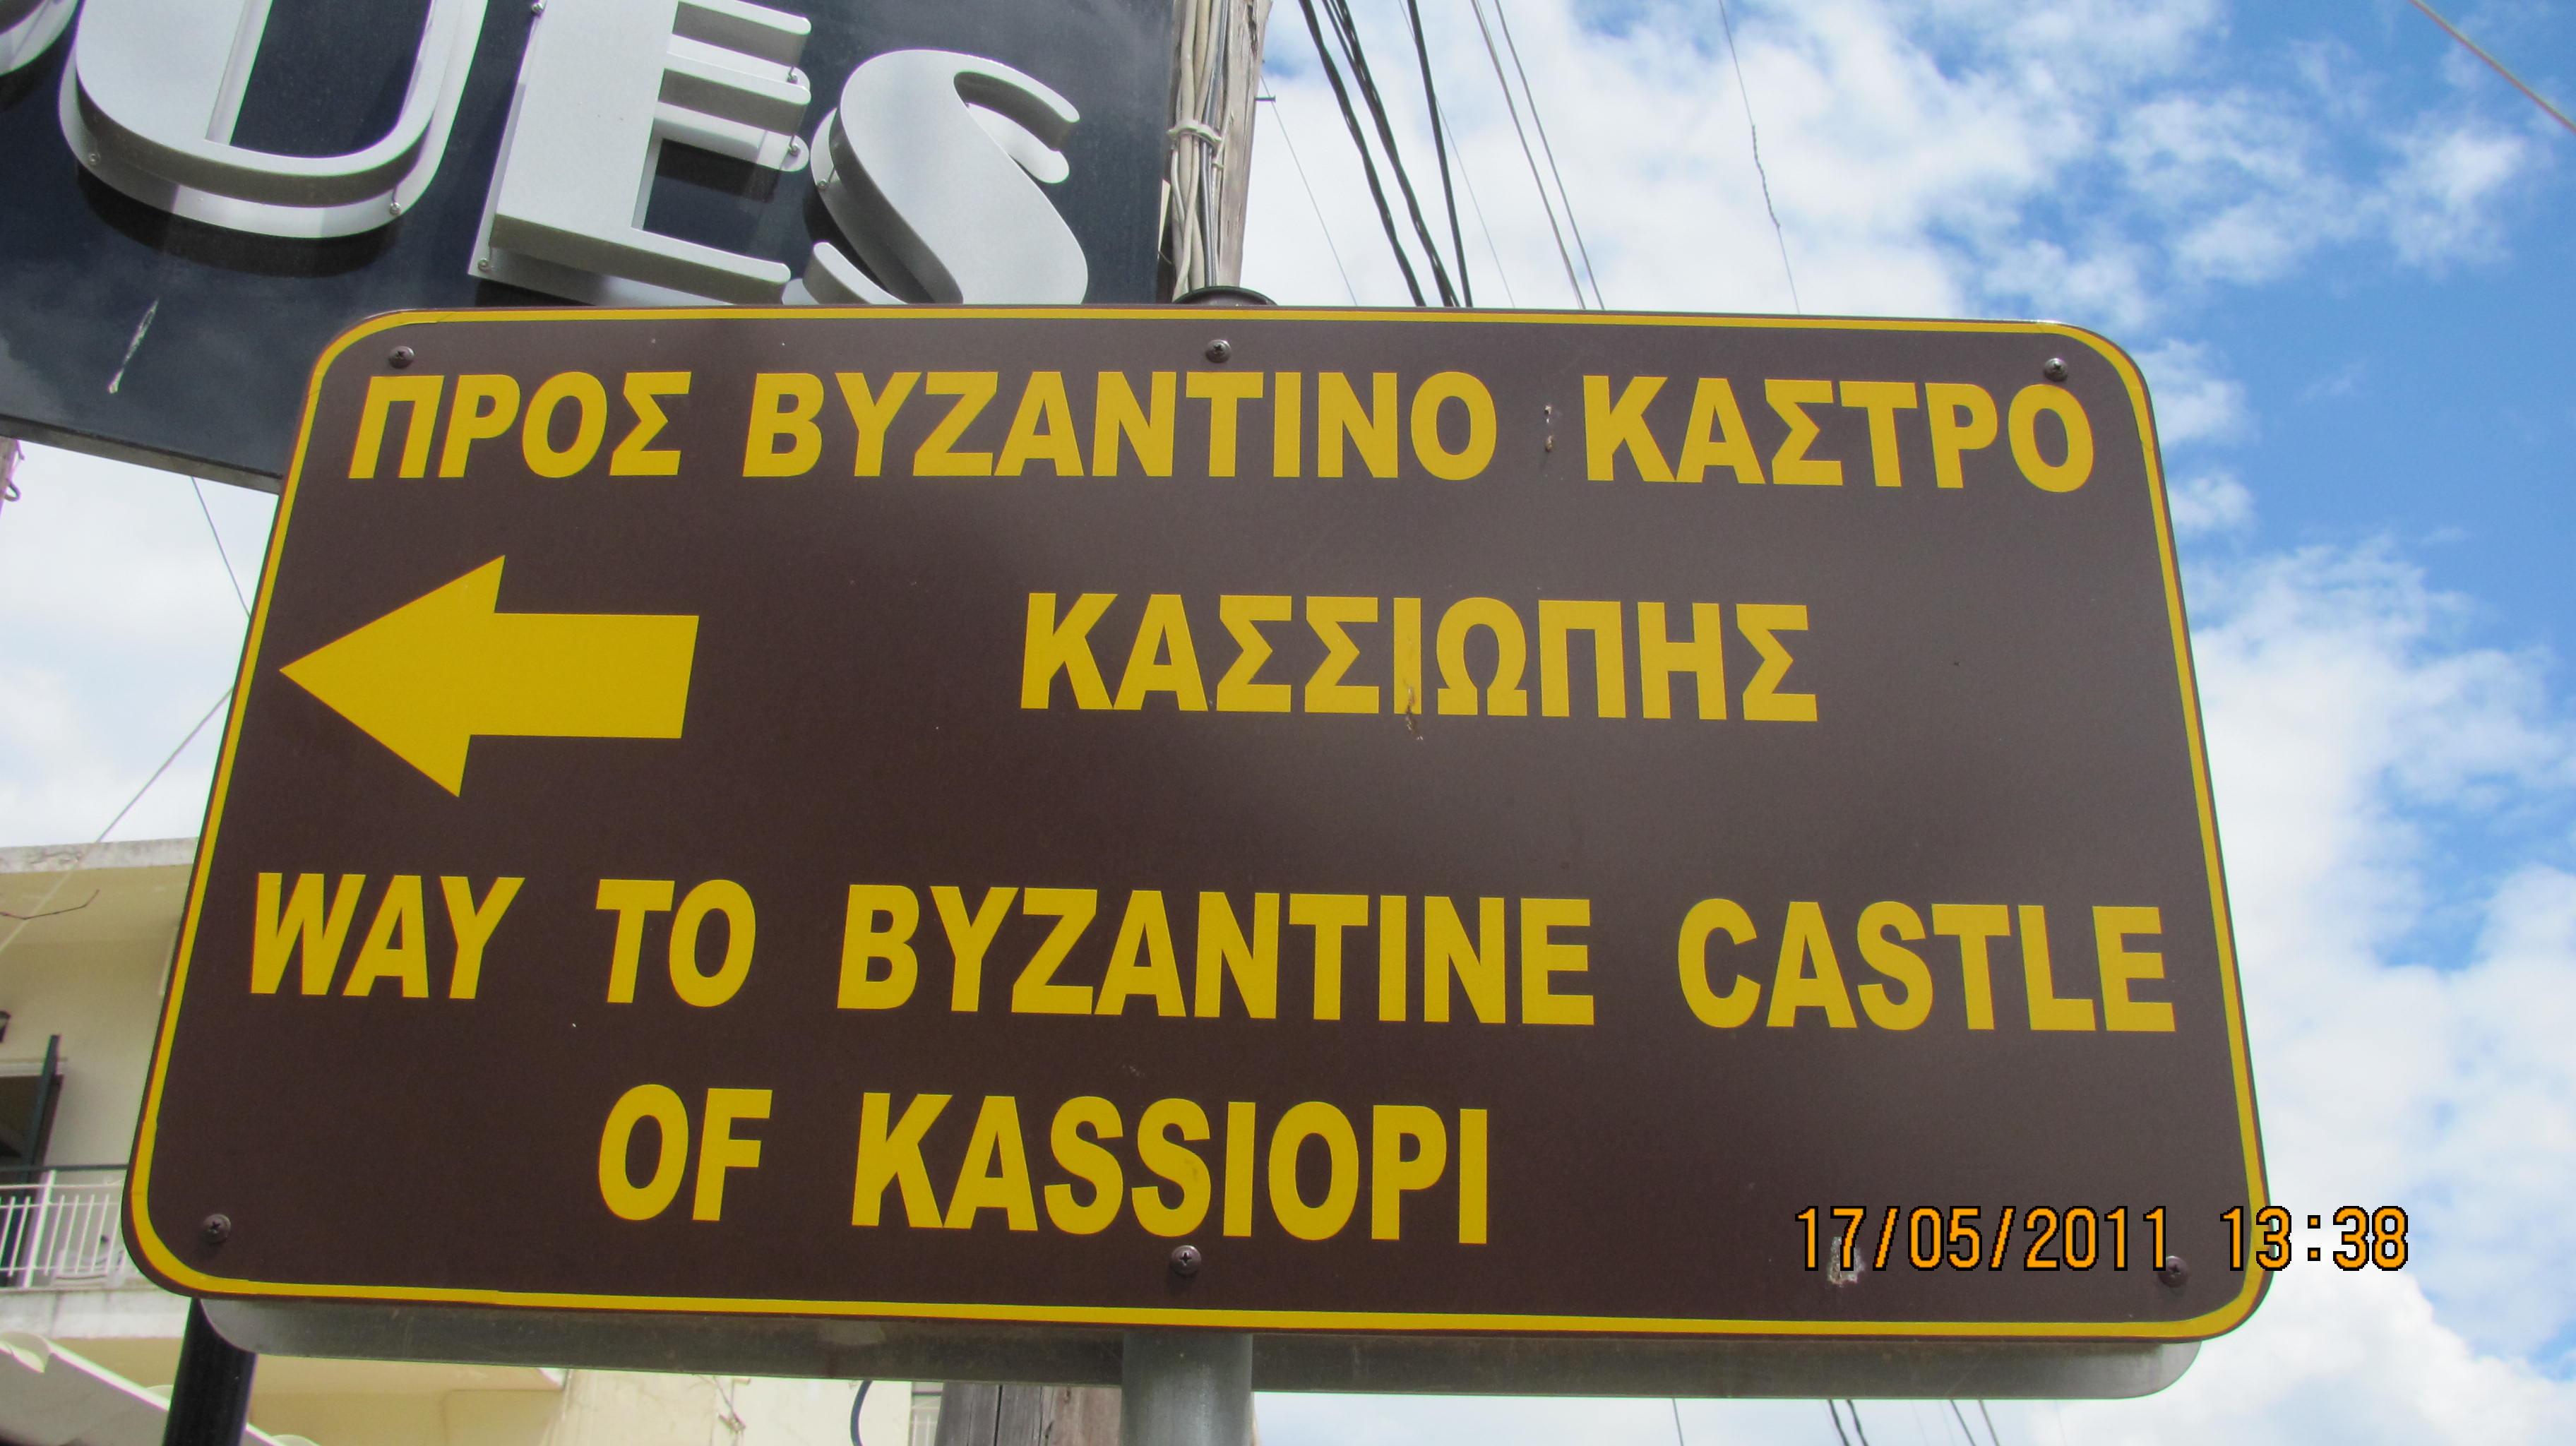 ΠΡΟΣ ΒΥΖΑΝΤΙΝΟ ΚΑΣΤΡΟ
ΚΑΣΣΙΩΠΗΣ
WAY TO BYZANTINE CASTLE
OF KASSIOPI
17/05/2011 13:38